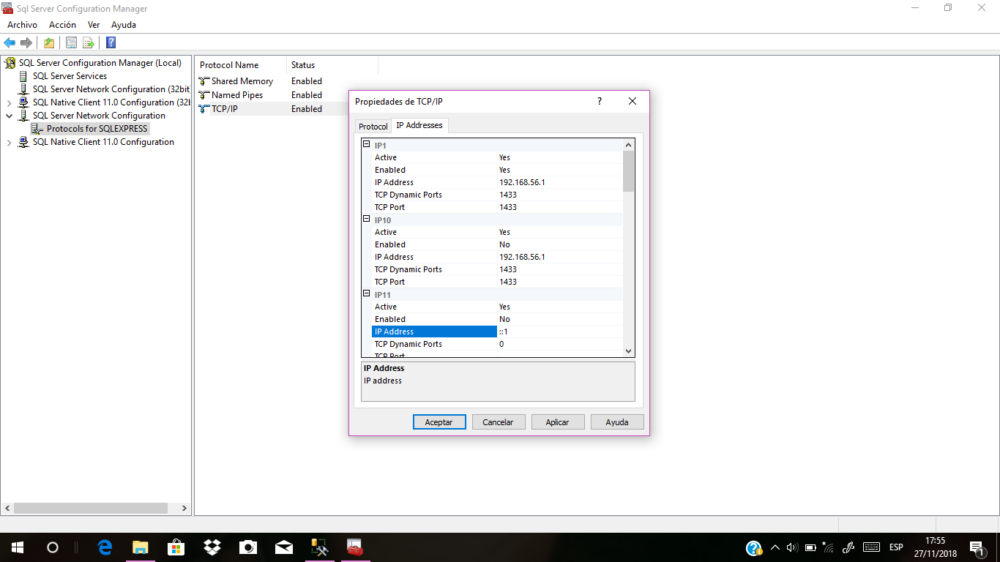 Sql Server Configuration Manager
Archivo Acción Ver Ayuda
SQL Server Configuration Manager (Local)
SQL Server Services
SQL Server Network Configuration (32bit
SQL Native Client 11.0 Configuration (32b
SQL Server Network Configuration
Protocols for SQLEXPRESS
SQL Native Client 11.0 Configuration
Protocol Name Status
Shared Memory Enabled
Named Pipes Enabled
TCP/IP Enabled
Propiedades de TCP/IP ?
Protocol IP Addresses
IP1
Active Yes
Enabled Yes
IP Address 192.168.56.1
TCP Dynamic Ports 1433
TCP Port 1433
IP10
Active Yes
Enabled No
IP Address 192.168.56.1
TCP Dynamic Ports 1433
TCP Port 1433
IP11
Active Yes
Enabled No
IP Address ::1
TCP Dynamic Ports 0
TCP Port
IP Address
IP address
Aceptar Cancelar Aplicar Ayuda
ESP
17:55
27/11/2018
1